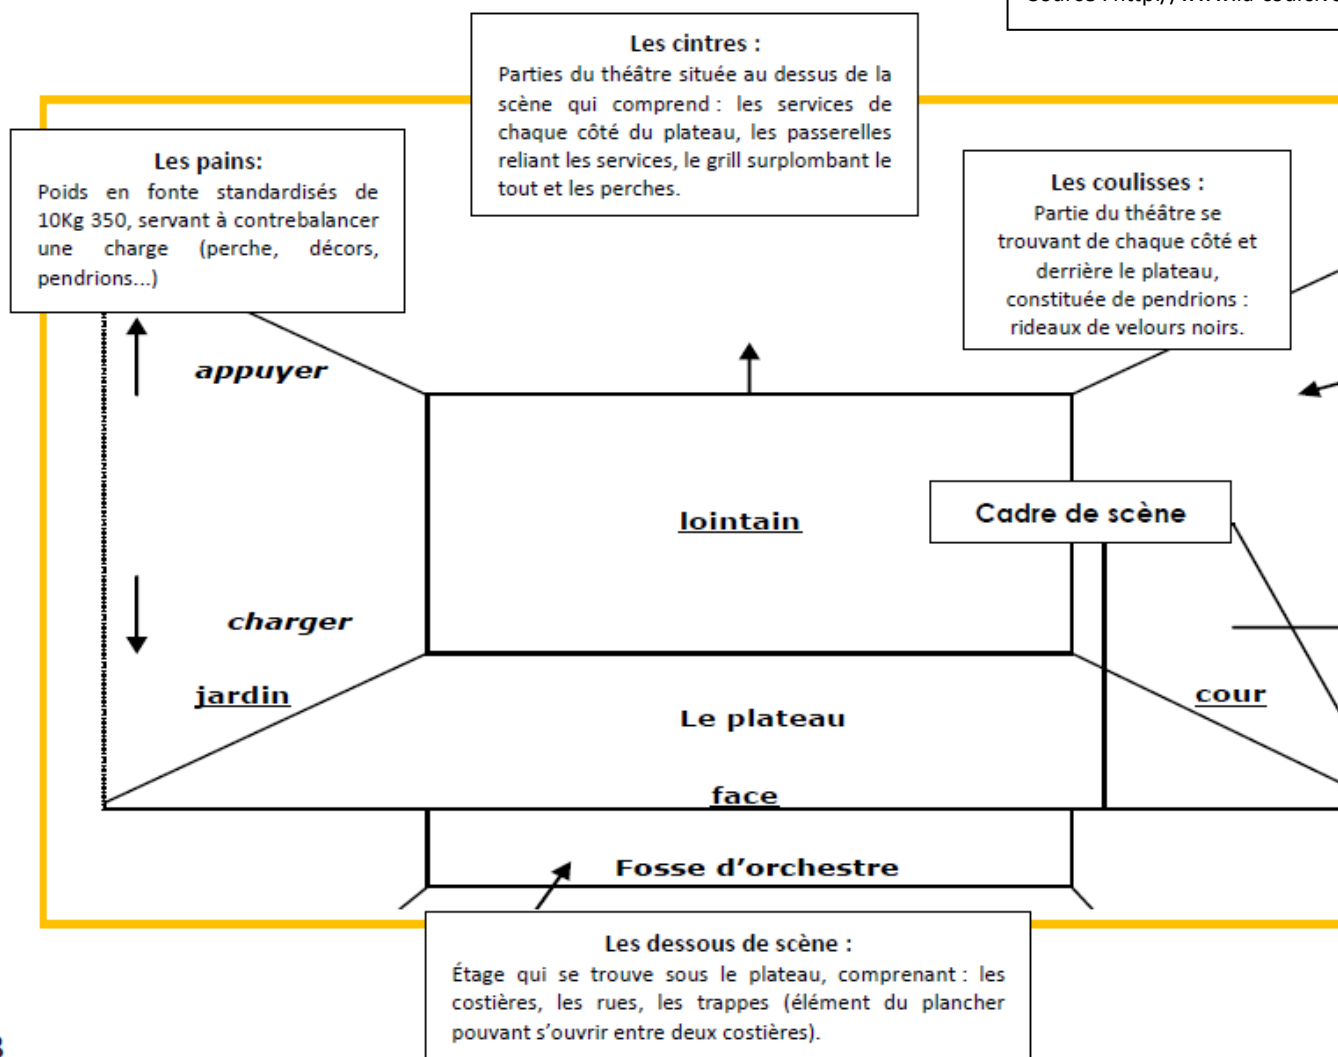 Les cintres :
Parties du théâtre située au dessus de la
scène qui comprend : les services de
chaque côté du plateau, les passerelles
reliant les services, le grill surplombant le
tout et les perches.
Les pains:
Poids en fonte standardisés de
10Kg 350, servant à contrebalancer
une charge (perche, décors,
pendrions...)
Les coulisses :
Partie du théâtre se
trouvant de chaque côté et
derrière le plateau,
constituée de pendrions :
rideaux de velours noirs.
appuyer
lointain
Cadre de scène
charger
jardin
cour
Le plateau
face
Fosse d'orchestre
Les dessous de scène :
Étage qui se trouve sous le plateau, comprenant : les
costières, les rues, les trappes (élément du plancher
pouvant s'ouvrir entre deux costières).